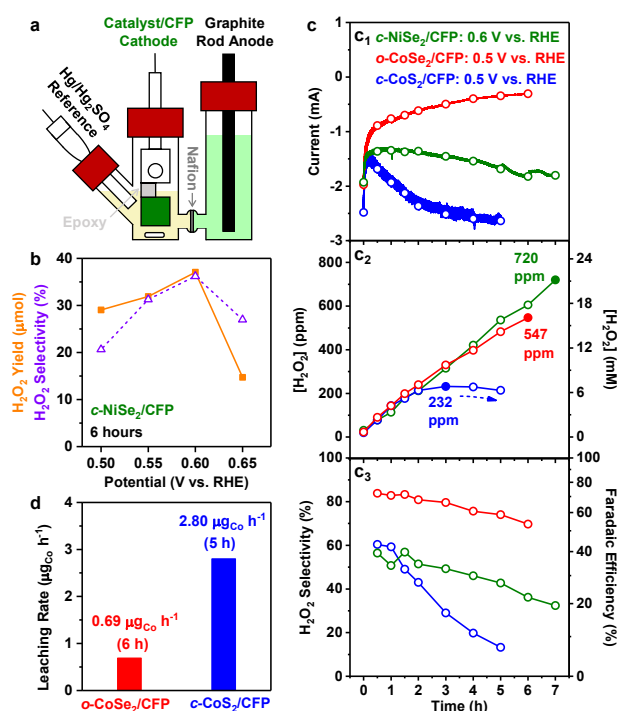 a
Catalyst/CFP
Cathode
Graphite
Rod Anode
Hg/Hg₂SO₄
Reference
Nafion
Epoxy
b
H₂O₂ Yield (μmol)
H₂O₂ Selectivity (%)
40
30
20
10
0
c-NiSe₂/CFP
6 hours
0.50 0.55 0.60 0.65
Potential (V vs. RHE)
d
Leaching Rate (μg_Co h⁻¹)
4
3
2
1
0
2.80 μg_Co h⁻¹
(5 h)
0.69 μg_Co h⁻¹
(6 h)
o-CoSe₂/CFP c-CoS₂/CFP
c
c₁ c-NiSe₂/CFP: 0.6 V vs. RHE
o-CoSe₂/CFP: 0.5 V vs. RHE
c-CoS₂/CFP: 0.5 V vs. RHE
Current (mA)
0
-1
-2
-3
c₂
720
ppm
547
ppm
232
ppm
[H₂O₂] (ppm)
800
600
400
200
0
[H₂O₂] (mM)
24
18
12
6
0
c₃
H₂O₂ Selectivity (%)
100
80
60
40
20
0
Faradaic Efficiency (%)
100
80
60
40
20
0
0 1 2 3 4 5 6 7
Time (h)